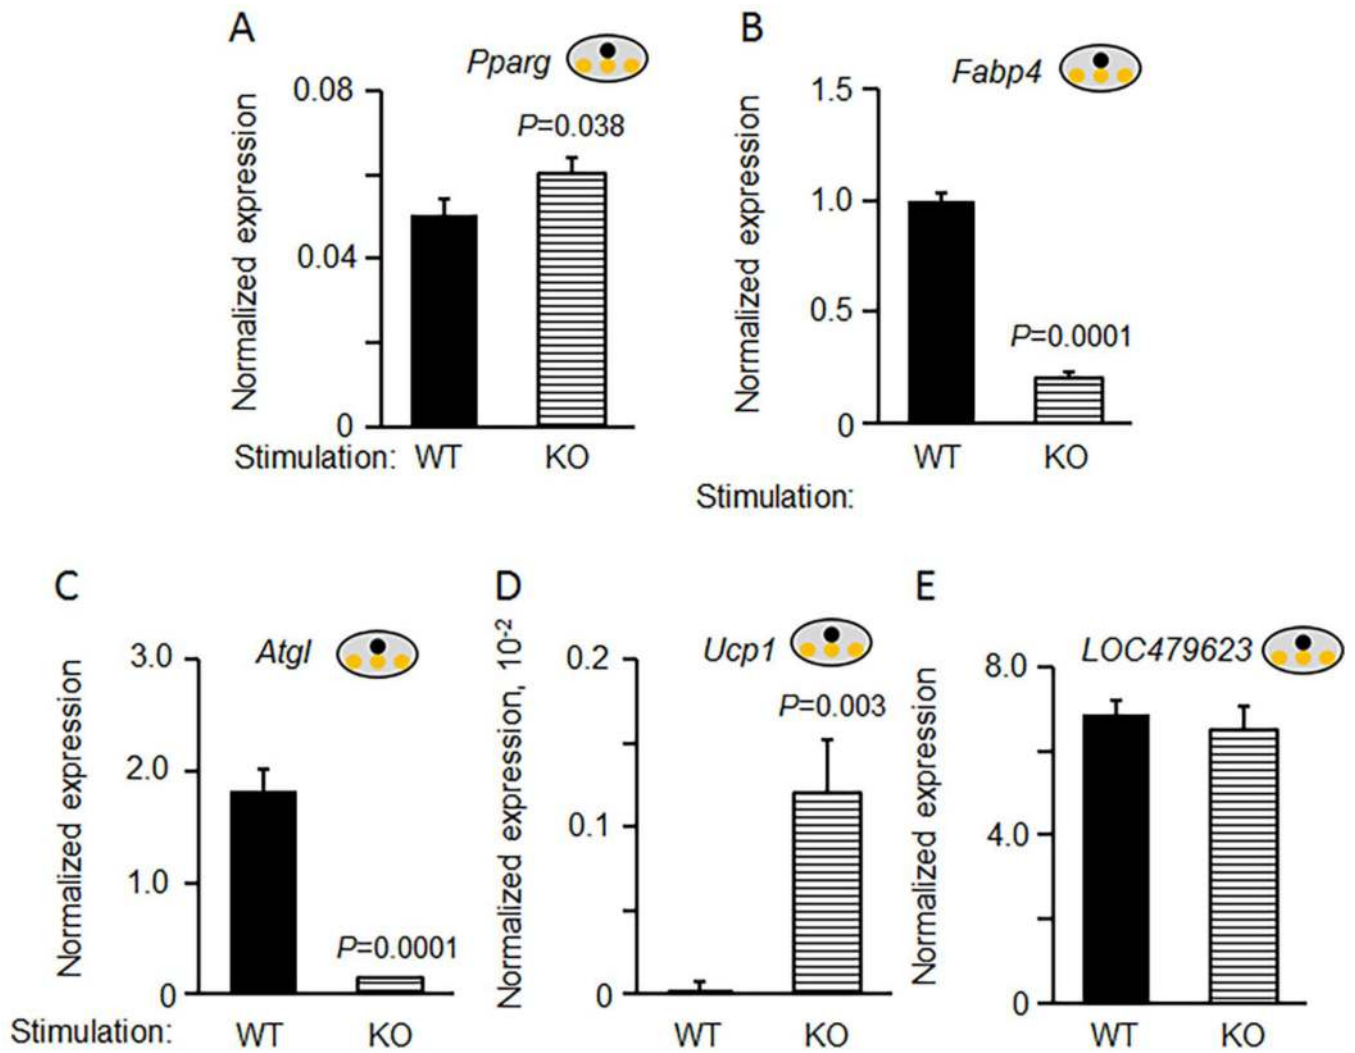 A
Pparg
P=0.038
Normalized expression
0.08
0.04
0
Stimulation: WT KO
B
Fabp4
P=0.0001
Normalized expression
1.5
1.0
0.5
0
WT KO
Stimulation:
C
Atgl
P=0.0001
Normalized expression
3.0
2.0
1.0
0
Stimulation: WT KO
D
Ucp1
P=0.003
Normalized expression, 10⁻²
0.2
0.1
0
WT KO
E
LOC479623
Normalized expression
8.0
4.0
0
WT KO